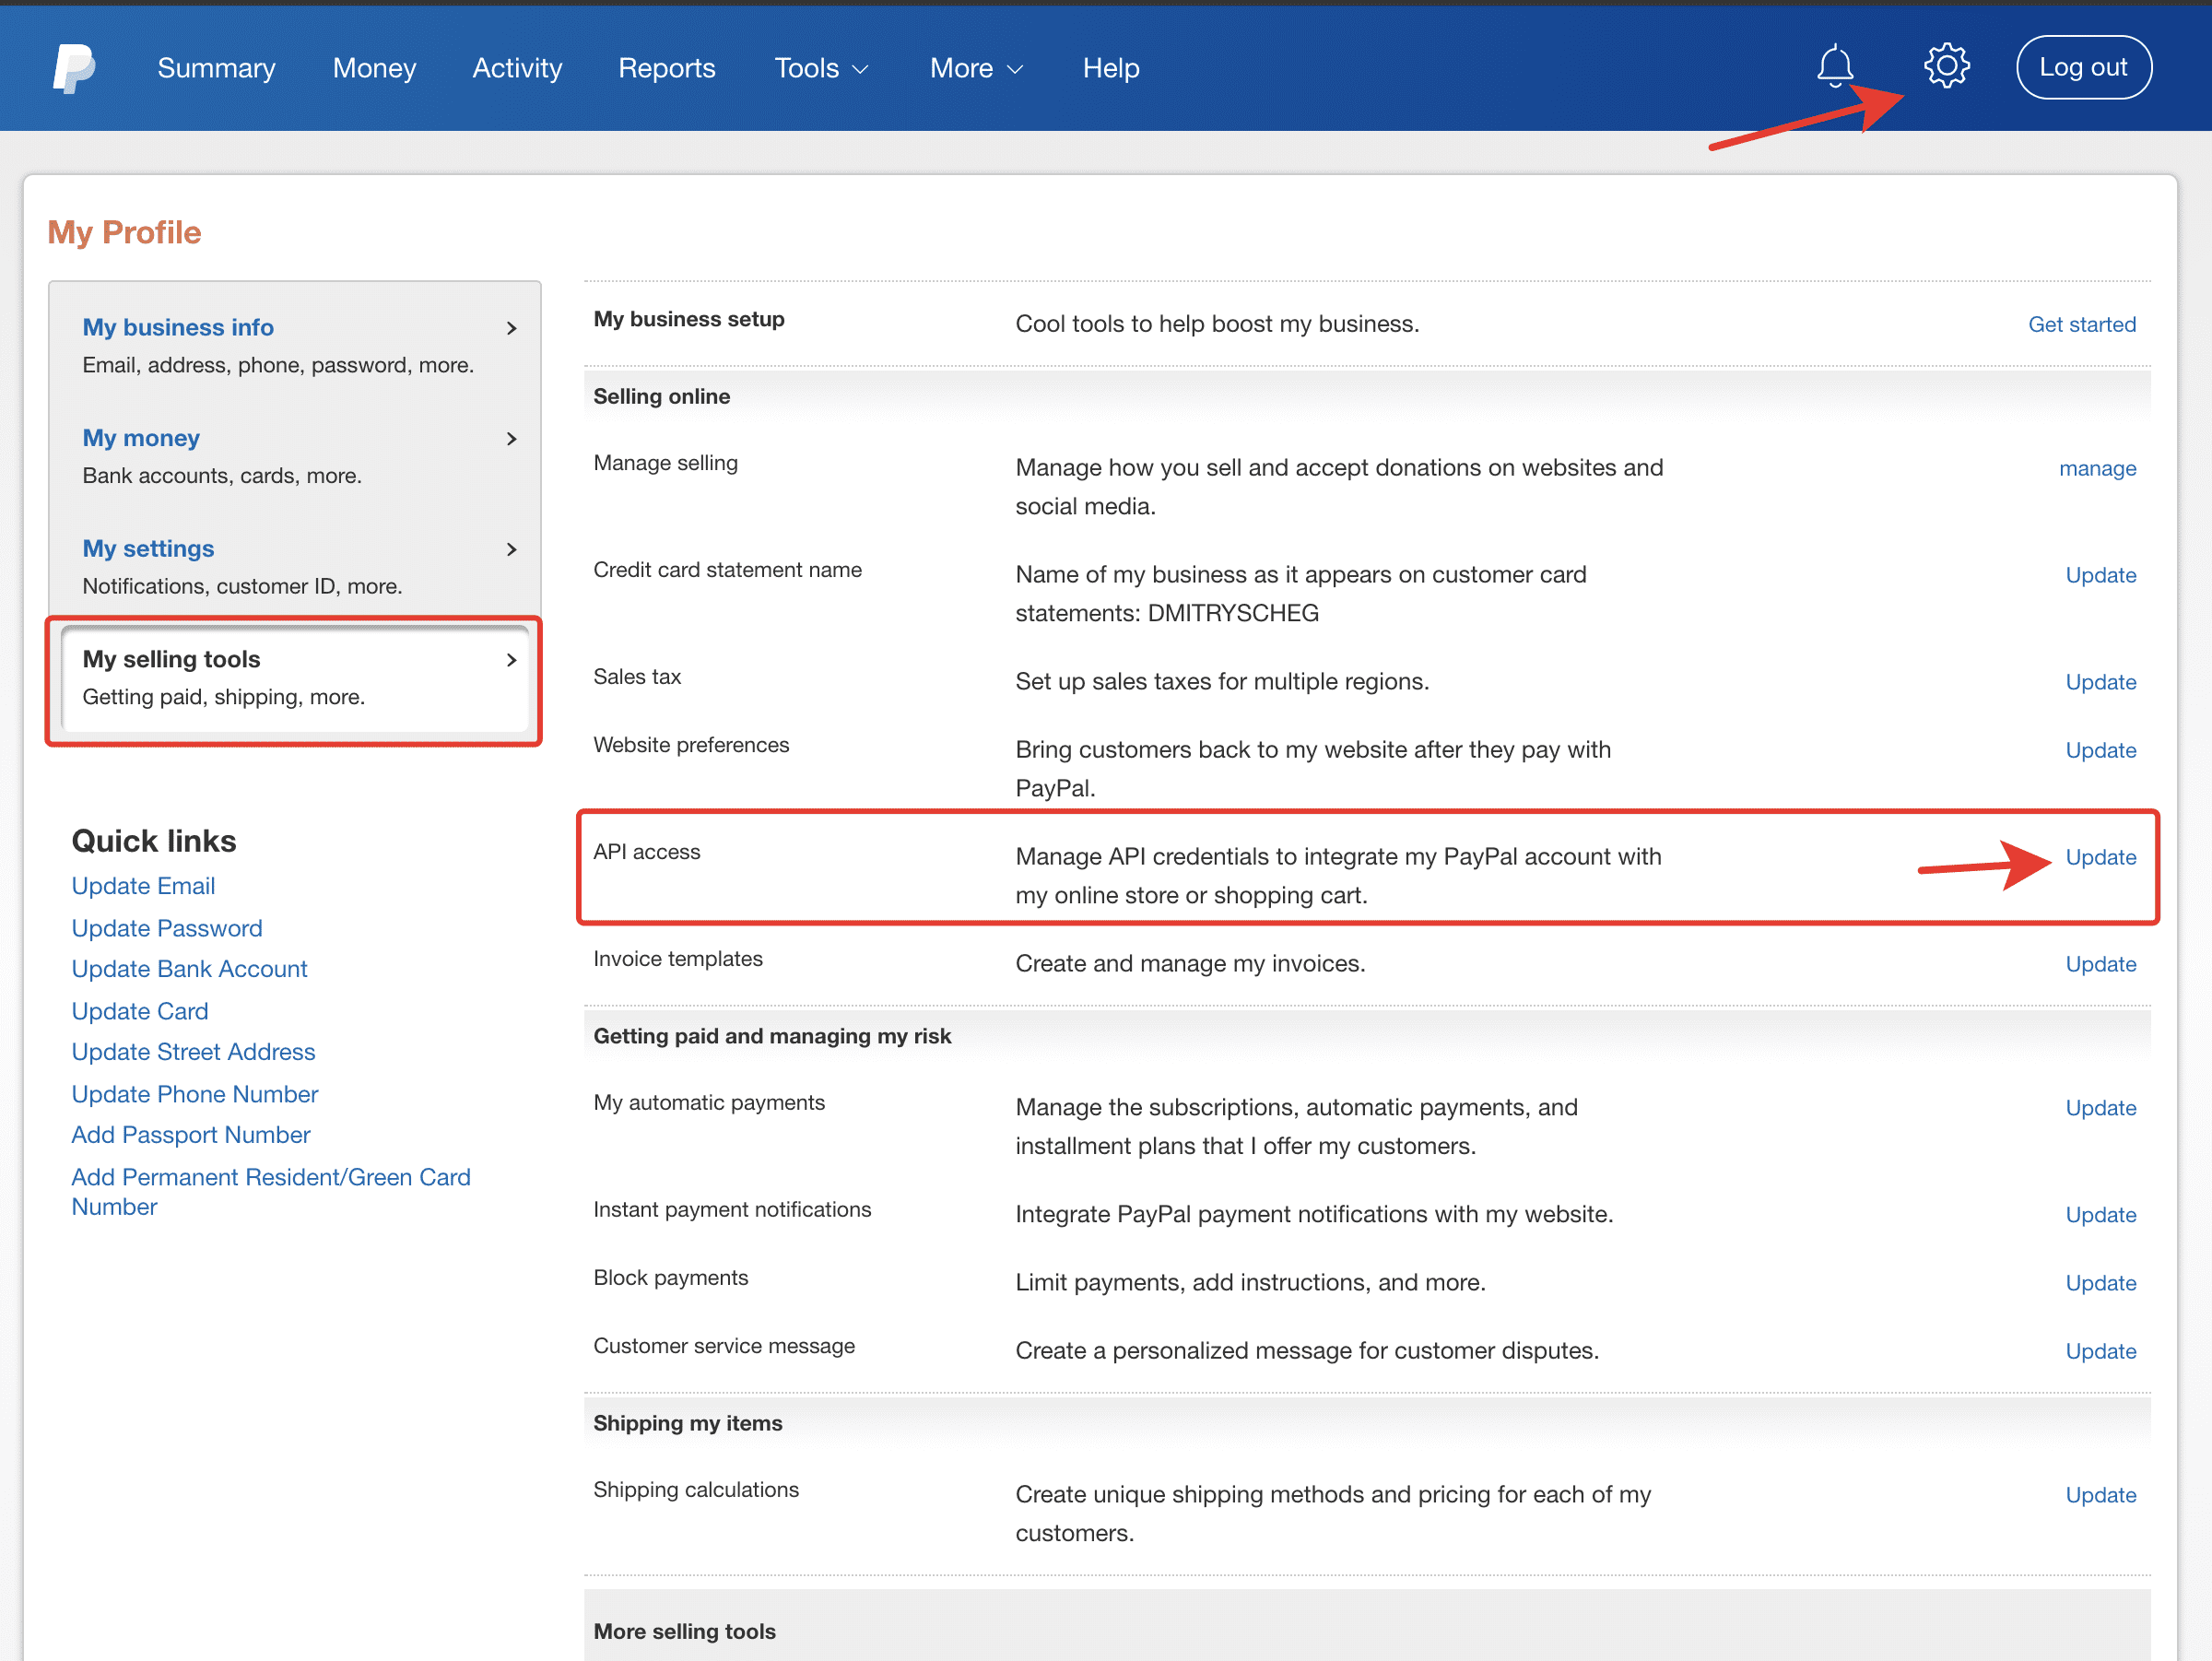 Summary Money Activity Reports Tools More Help Log out
My Profile
My business info
Email, address, phone, password, more.
My money
Bank accounts, cards, more.
My settings
Notifications, customer ID, more.
My selling tools
Getting paid, shipping, more.
Quick links
Update Email
Update Password
Update Bank Account
Update Card
Update Street Address
Update Phone Number
Add Passport Number
Add Permanent Resident/Green Card
Number
My business setup Cool tools to help boost my business. Get started
Selling online
Manage selling Manage how you sell and accept donations on websites and manage
social media.
Credit card statement name Name of my business as it appears on customer card Update
statements: DMITRYSCHEG
Sales tax Set up sales taxes for multiple regions. Update
Website preferences Bring customers back to my website after they pay with Update
PayPal.
API access Manage API credentials to integrate my PayPal account with Update
my online store or shopping cart.
Invoice templates Create and manage my invoices. Update
Getting paid and managing my risk
My automatic payments Manage the subscriptions, automatic payments, and Update
installment plans that I offer my customers.
Instant payment notifications Integrate PayPal payment notifications with my website. Update
Block payments Limit payments, add instructions, and more. Update
Customer service message Create a personalized message for customer disputes. Update
Shipping my items
Shipping calculations Create unique shipping methods and pricing for each of my Update
customers.
More selling tools